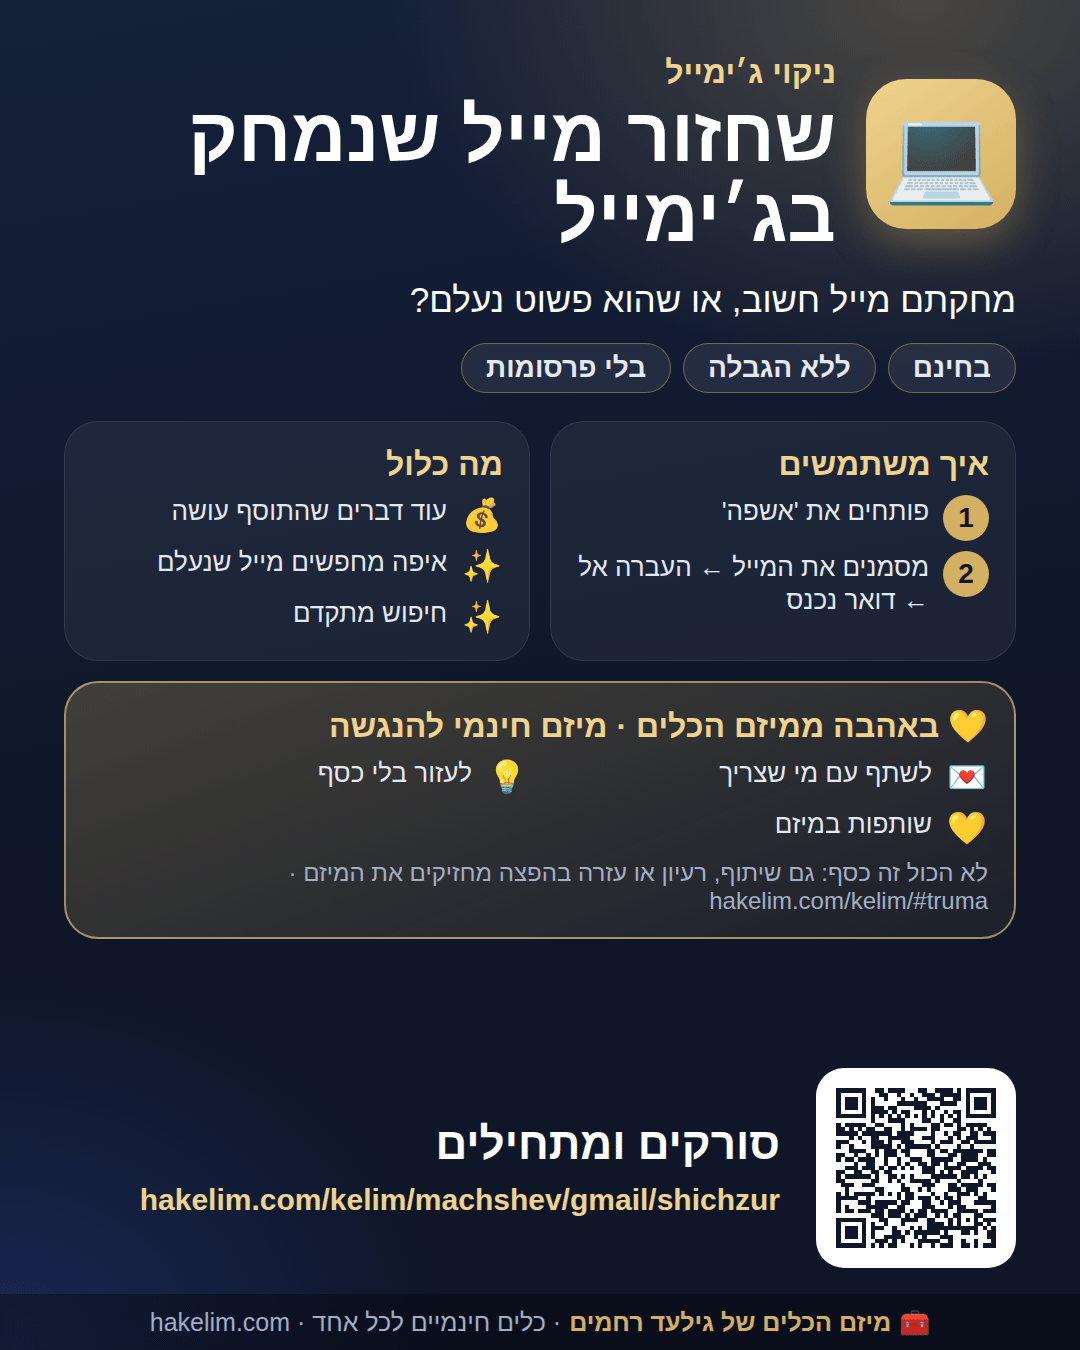 ניקוי ג׳ימייל
שחזור מייל שנמחק
בג׳ימייל
מחקתם מייל חשוב, או שהוא פשוט נעלם?
בחינם
ללא הגבלה
בלי פרסומות
איך משתמשים
1 פותחים את 'אשפה'
2 מסמנים את המייל ← העברה אל
← דואר נכנס
מה כלול
עוד דברים שהתוסף עושה
איפה מחפשים מייל שנעלם
חיפוש מתקדם
באהבה ממיזם הכלים · מיזם חינמי להנגשה
לשתף עם מי שצריך
לעזור בלי כסף
שותפות במיזם
לא הכול זה כסף: גם שיתוף, רעיון או עזרה בהפצה מחזיקים את המיזם ·
hakelim.com/kelim/#truma
סורקים ומתחילים
hakelim.com/kelim/machshev/gmail/shichzur
מיזם הכלים של גילעד רחמים · כלים חינמיים לכל אחד · hakelim.com